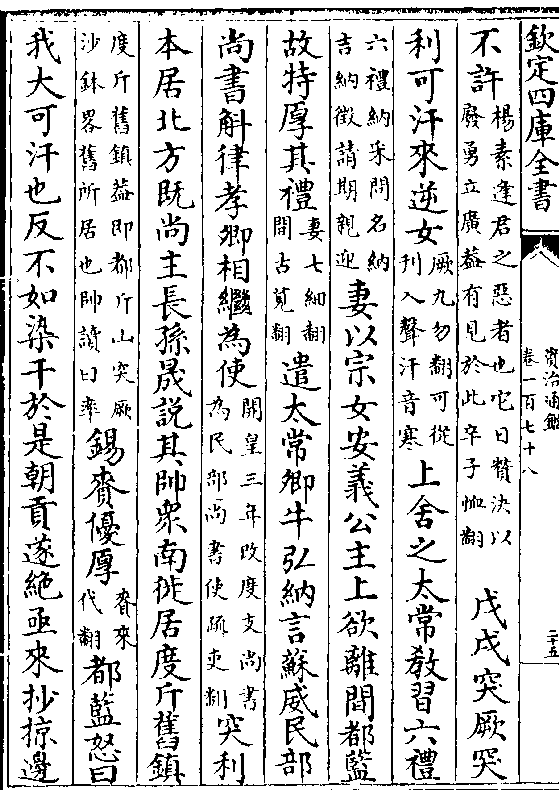 欽定四庫全書
資治通鑑
卷一百七十八
二十五
不許楊素逢君之惡者也它日贊決以廢勇立廣葢有見於此卒子恤翻戊戌突厥突
利可汗來逆女厥九勿翻可從刋入聲汗音寒上舍之太常教習六禮
六禮納采問名納吉納徵請期親迎妻以宗女安義公主上欲離間都藍
故特厚其禮妻七細翻間古莧翻遣太常卿牛弘納言蘇威民部
尚書斛律孝卿相繼為使開皇三年改度支尚書為民部尚書使疏吏翻突利
本居北方既尚主長孫晟說其帥衆南徙居度斤舊鎮
度斤舊鎮葢即都斤山突厥沙鉢畧舊所居也帥讀曰率錫賚優厚賚來代翻都藍怒曰
我大可汗也反不如染干於是朝貢遂絶亟來抄掠邊